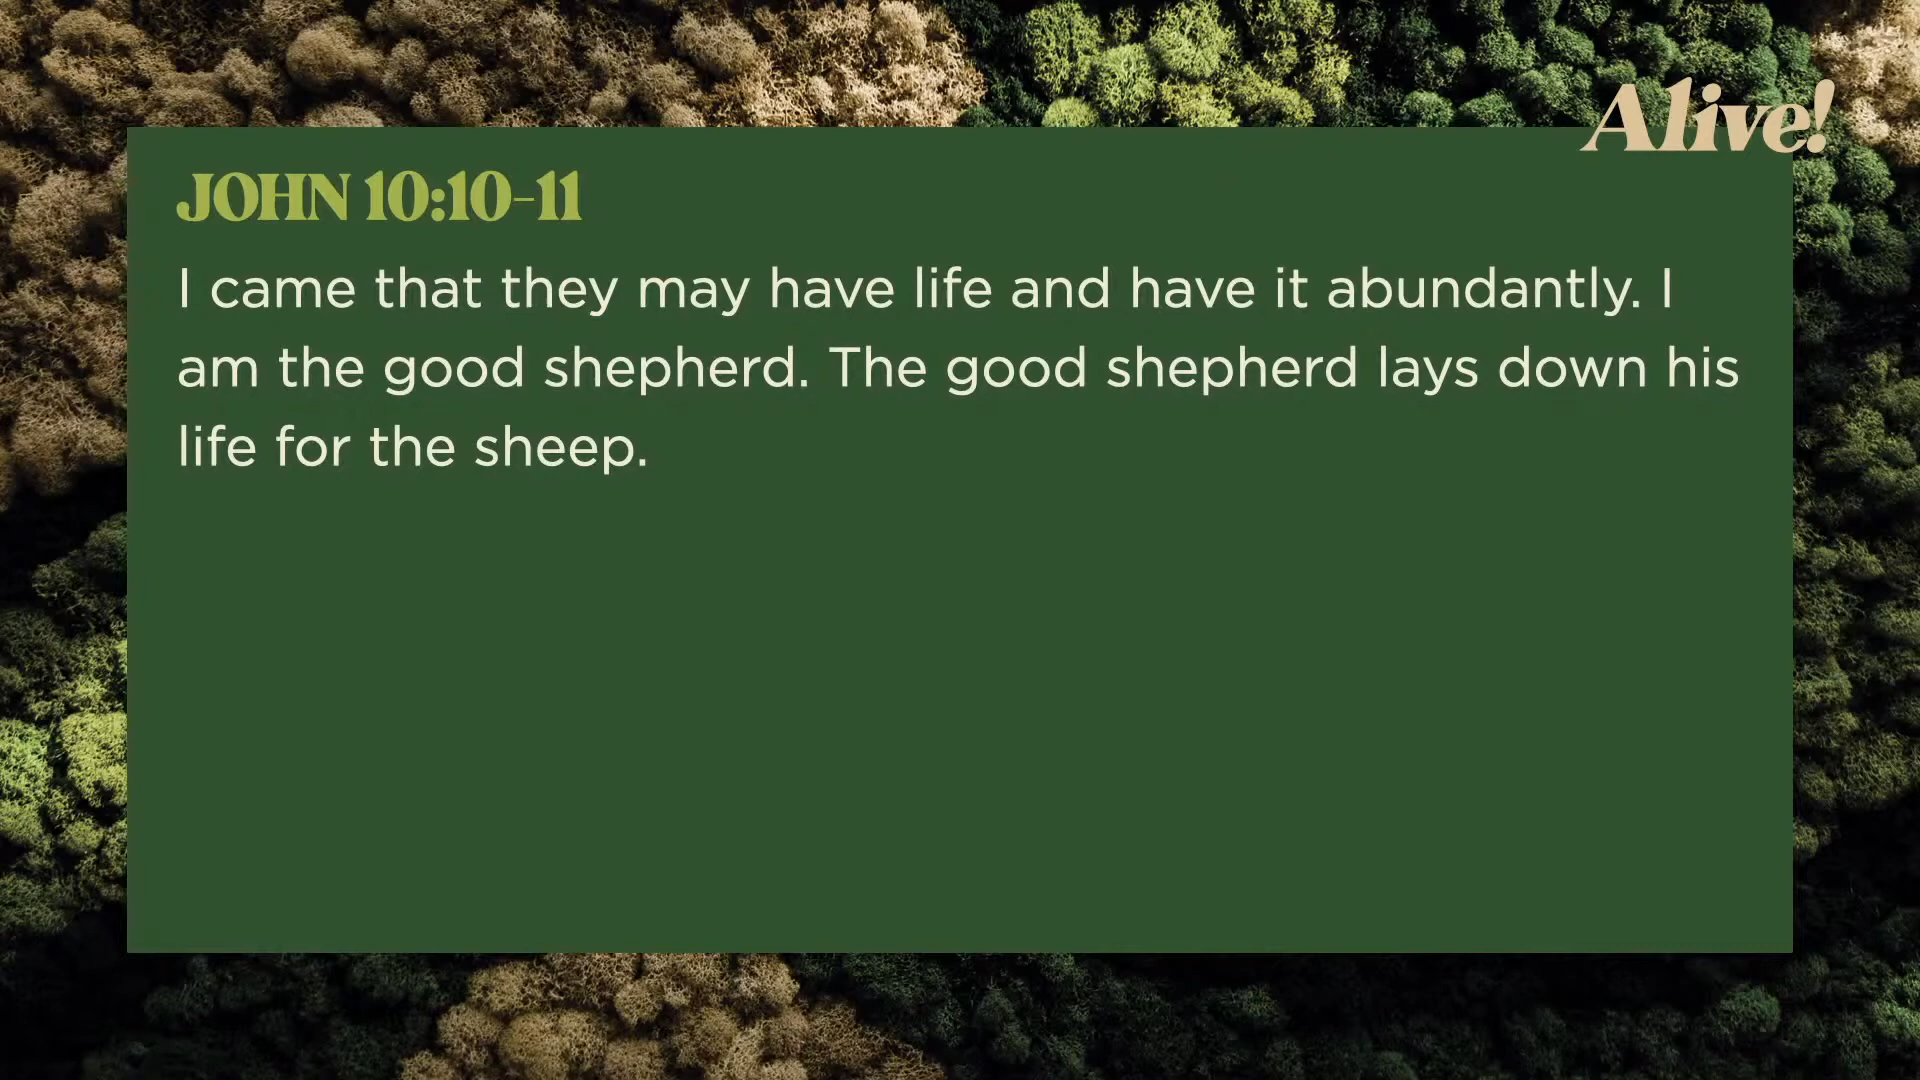 Alive!
JOHN 10:10-11
I came that they may have life and have it abundantly. I
am the good shepherd. The good shepherd lays down his
life for the sheep.